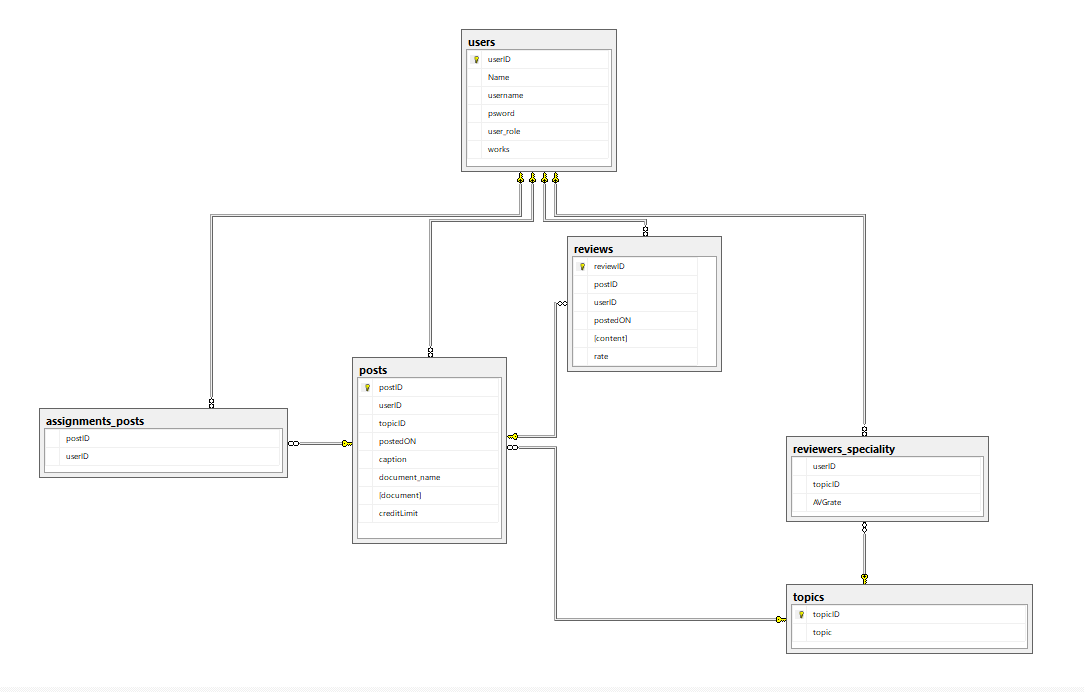 users
userID
Name
username
psword
user_role
works
reviews
reviewID
postID
userID
postedON
[content]
rate
posts
postID
userID
topicID
postedON
caption
document_name
[document]
creditLimit
assignments_posts
postID
userID
reviewers_speciality
userID
topicID
AVGrate
topics
topicID
topic